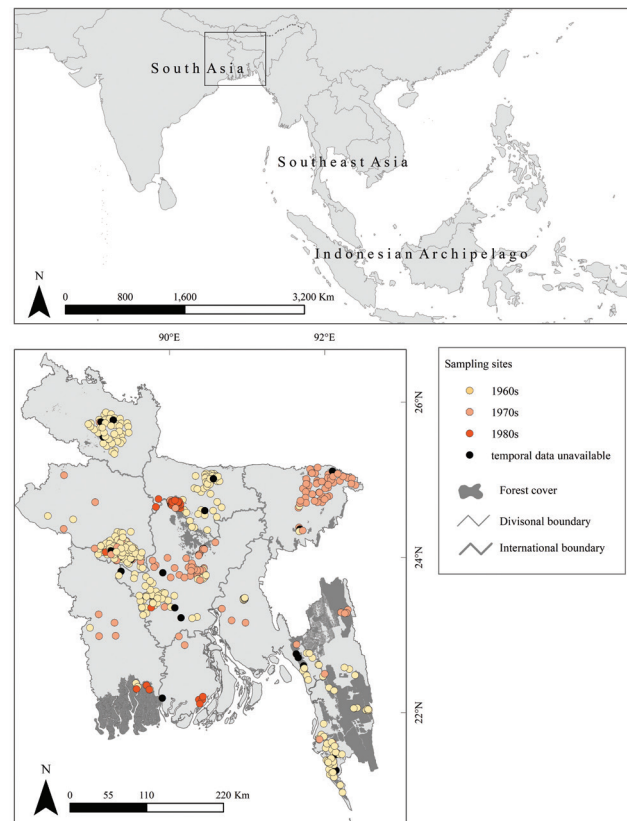 South Asia
Southeast Asia
Indonesian Archipelago
N
0 800 1,600 3,200 Km
90°E 92°E
26°N
24°N
22°N
Sampling sites
1960s
1970s
1980s
temporal data unavailable
Forest cover
Divisonal boundary
International boundary
N
0 55 110 220 Km